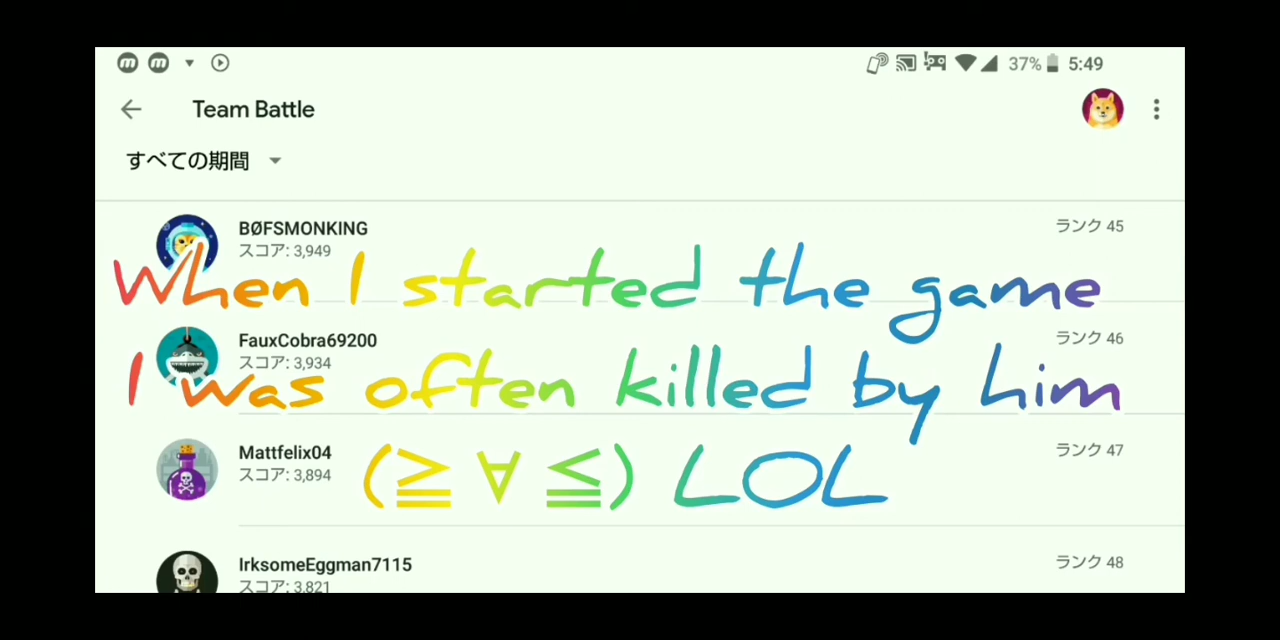 37% 5:49
Team Battle
すべての期間
BØFSMONKING
ランク 45
スコア: 3,949
When I started the game
FauxCobra69200
ランク 46
スコア: 3,934
I was often killed by him
Mattfelix04
ランク 47
スコア: 3,894
(≧∀≦) LOL
IrksomeEggman7115
ランク 48
スコア: 3,821